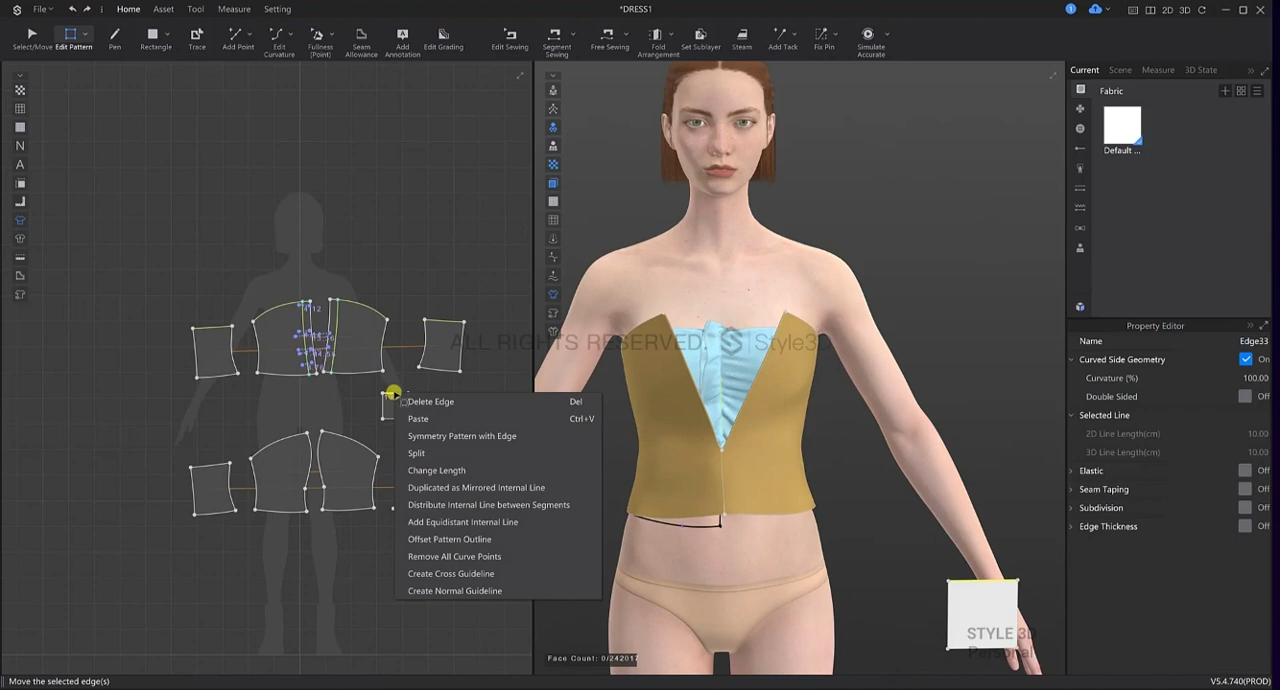 File
Home
Asset
Tool
Measure
Setting
*DRESS1
1
2D
3D
Select/Move
Edit Pattern
Pen
Rectangle
Trace
Add Point
Edit Curvature
Fullness (Point)
Seam Allowance
Add Annotation
Edit Grading
Edit Sewing
Segment Sewing
Free Sewing
Fold Arrangement
Set Sublayer
Steam
Add Tack
Fix Pin
Simulate Accurate
Current
Scene
Measure
3D State
Fabric
Default ...
ALL RIGHTS RESERVED.
Style3D
Delete Edge Del
Paste Ctrl+V
Symmetry Pattern with Edge
Split
Change Length
Duplicated as Mirrored Internal Line
Distribute Internal Line between Segments
Add Equidistant Internal Line
Offset Pattern Outline
Remove All Curve Points
Create Cross Guideline
Create Normal Guideline
Property Editor
Name Edge33
Curved Side Geometry On
Curvature (%) 100.00
Double Sided Off
Selected Line
2D Line Length(cm) 10.00
3D Line Length(cm) 10.00
Elastic Off
Seam Taping Off
Subdivision Off
Edge Thickness Off
STYLE 3D
Personal
Face Count: 0/242017
Move the selected edge(s)
V5.4.740(PROD)